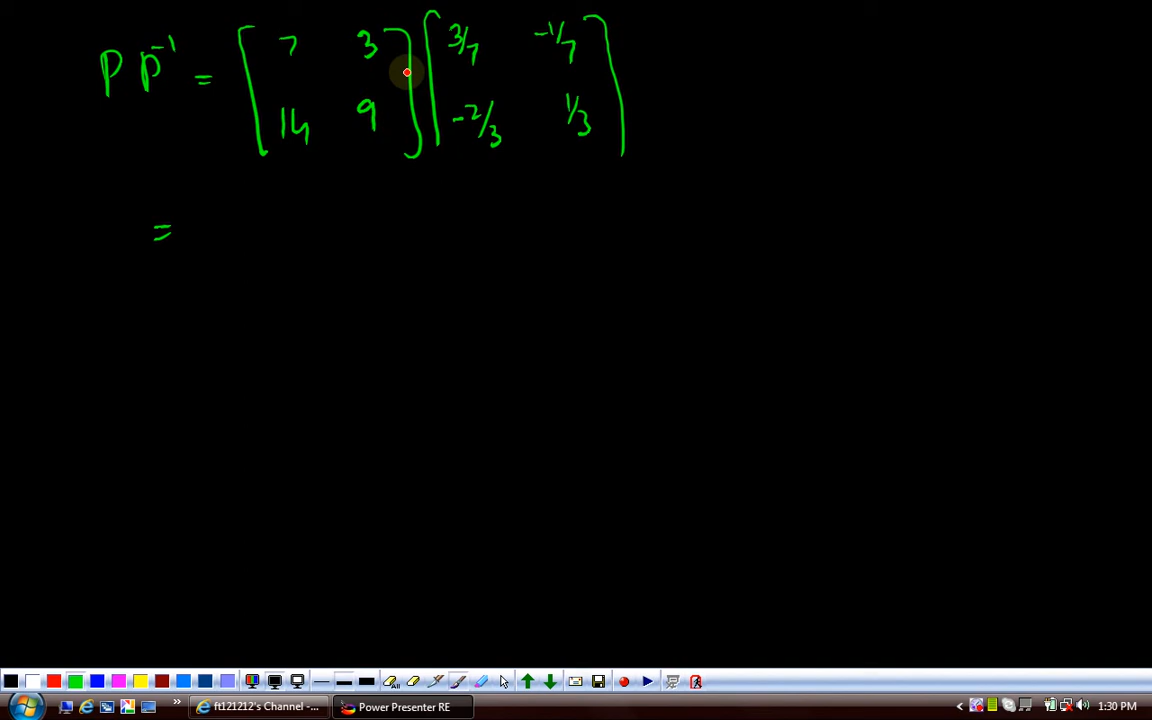 P P⁻¹ = [ 7 3 ] [ 3/7 -1/7 ]
[ 14 9 ] [ -2/3 1/3 ]
=
ft121212's Channel -... Power Presenter RE 1:30 PM